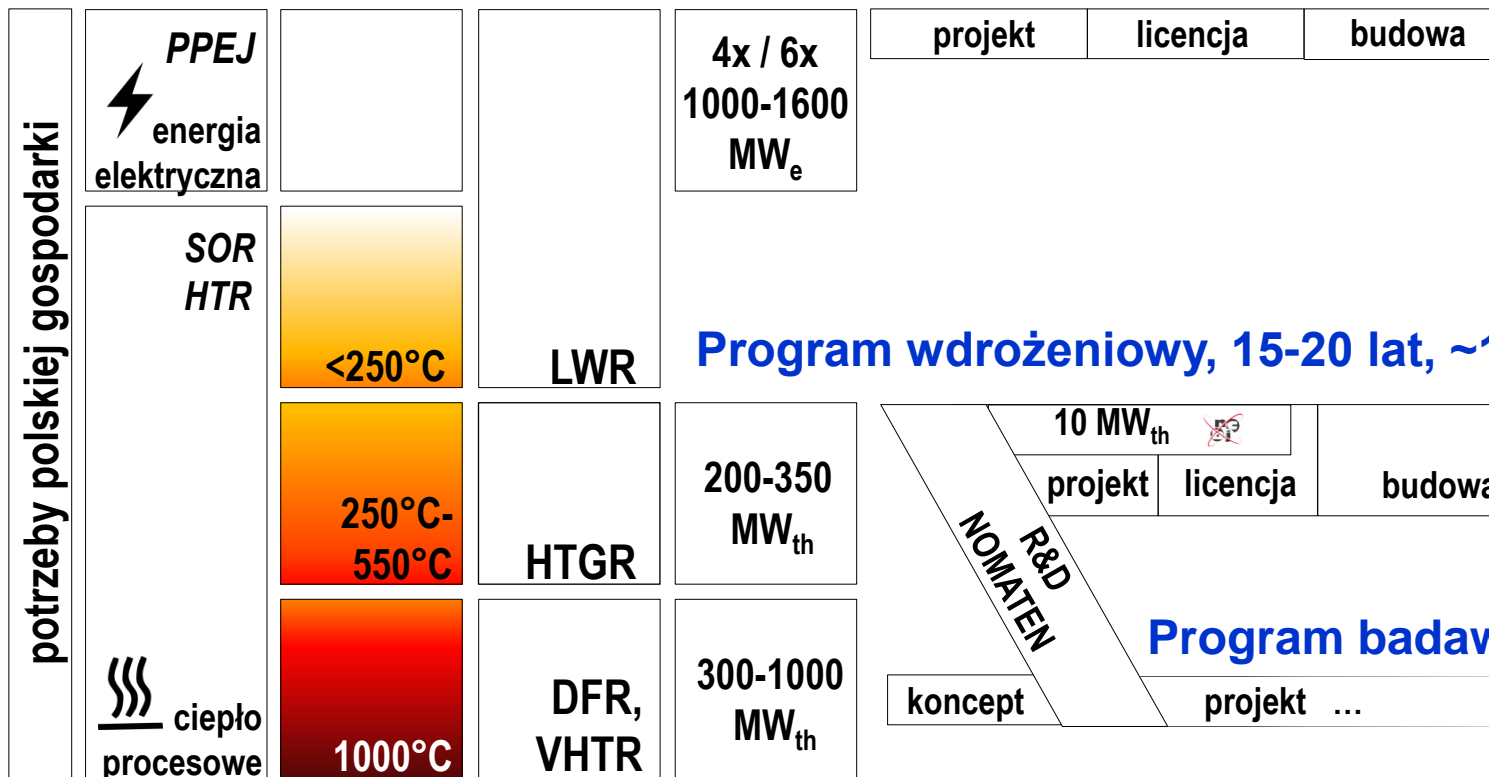 potrzeby polskiej gospodarki
PPEJ
energia
elektryczna
SOR
HTR
ciepło
procesowe
<250°C
250°C-
550°C
1000°C
LWR
HTGR
DFR,
VHTR
4x / 6x
1000-1600
MWe
200-350
MWth
300-1000
MWth
projekt licencja budowa
Program wdrożeniowy, 15-20 lat, ~1
10 MWth
projekt licencja budowa
R&D
NOMATEN
Program badaw
koncept projekt ...